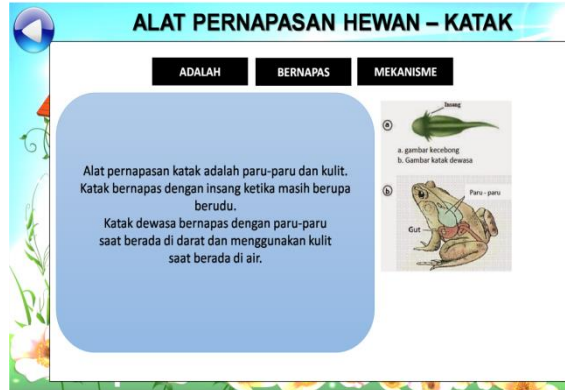 ALAT PERNAPASAN HEWAN – KATAK
ADALAH
BERNAPAS
MEKANISME
Alat pernapasan katak adalah paru-paru dan kulit.
Katak bernapas dengan insang ketika masih berupa
berudu.
Katak dewasa bernapas dengan paru-paru
saat berada di darat dan menggunakan kulit
saat berada di air.
Insang
a
a. gambar kecebong
b. Gambar katak dewasa
b
Paru - paru
Gut